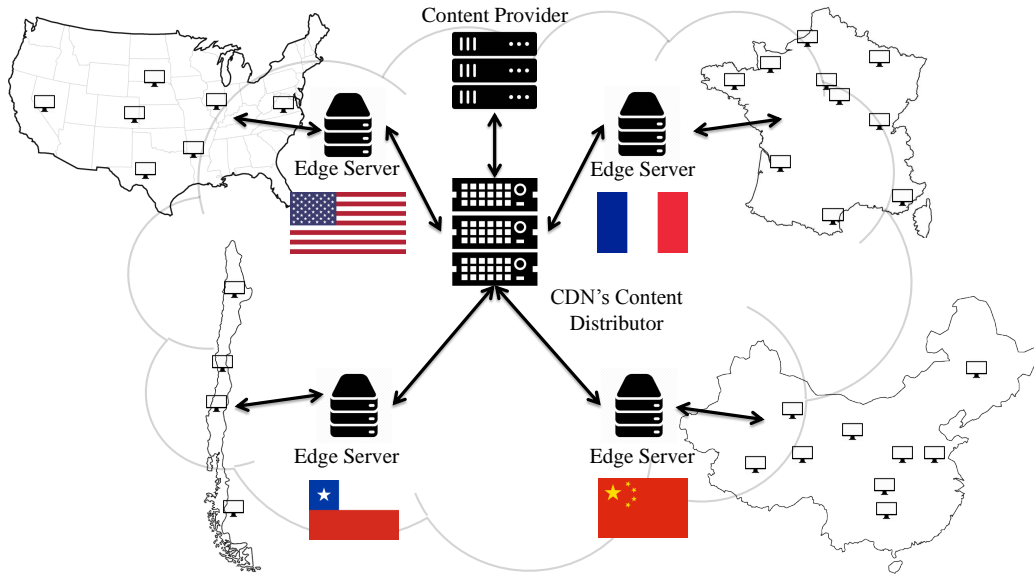 Content Provider
Edge Server
Edge Server
CDN's Content
Distributor
Edge Server
Edge Server